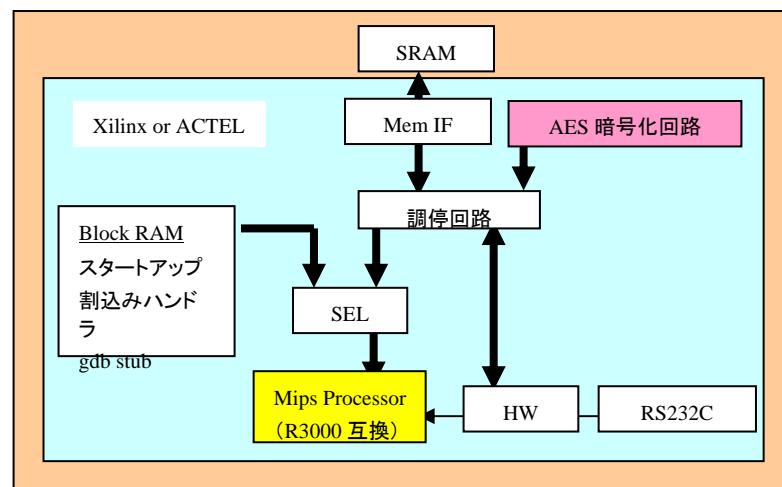 SRAM
Xilinx or ACTEL
Mem IF
AES 暗号化回路
調停回路
Block RAM
スタートアップ
割込みハンド
ラ
gdb stub
SEL
Mips Processor
（R3000 互換）
HW
RS232C